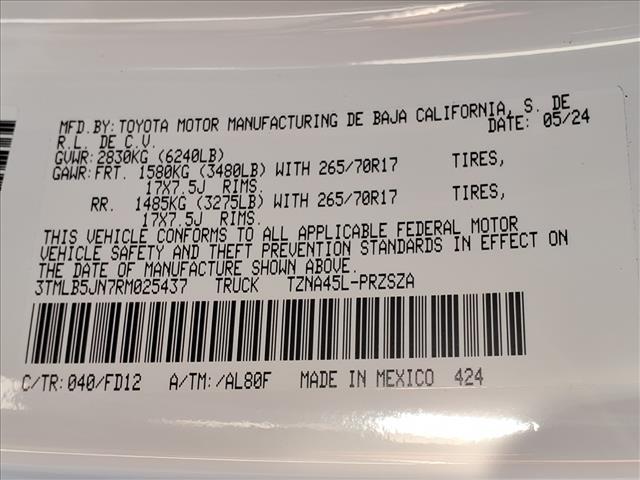 MFD.BY:TOYOTA MOTOR MANUFACTURING DE BAJA CALIFORNIA, S. DE
R.L. DE C.V. DATE: 05/24
GVWR:2830KG (6240LB)
GAWR:FRT. 1580KG (3480LB) WITH 265/70R17 TIRES,
17X7.5J RIMS.
RR. 1485KG (3275LB) WITH 265/70R17 TIRES,
17X7.5J RIMS.
THIS VEHICLE CONFORMS TO ALL APPLICABLE FEDERAL MOTOR
VEHICLE SAFETY AND THEFT PREVENTION STANDARDS IN EFFECT ON
THE DATE OF MANUFACTURE SHOWN ABOVE.
3TMLB5JN7RM025437 TRUCK TZNA45L-PRZSZA
C/TR:040/FD12 A/TM:/AL80F MADE IN MEXICO 424